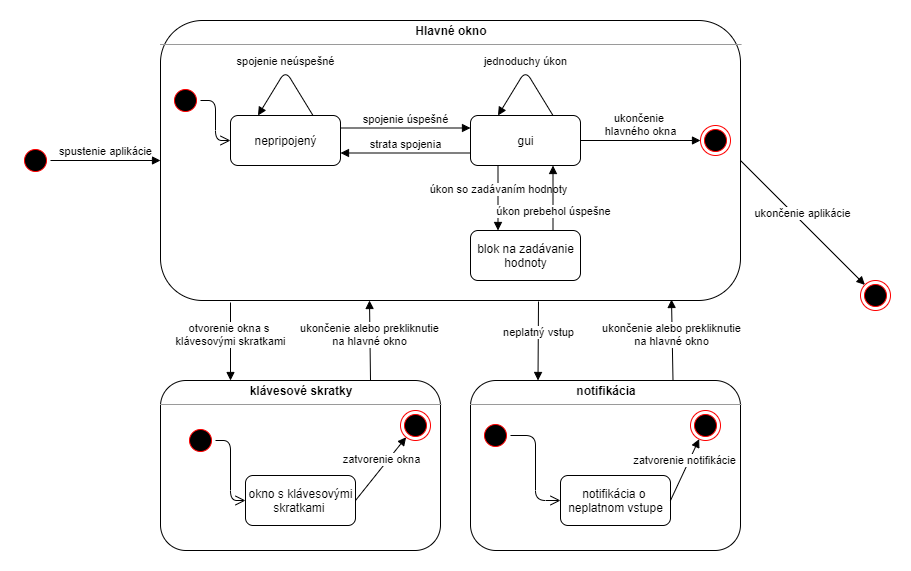 Hlavné okno
spojenie neúspešné
jednoduchy úkon
spustenie aplikácie
nepripojený
spojenie úspešné
strata spojenia
gui
ukončenie
hlavného okna
úkon so zadávaním hodnoty
úkon prebehol úspešne
ukončenie aplikácie
blok na zadávanie
hodnoty
otvorenie okna s
klávesovými skratkami
ukončenie alebo prekliknutie
na hlavné okno
neplatný vstup
ukončenie alebo prekliknutie
na hlavné okno
klávesové skratky
zatvorenie okna
okno s klávesovými
skratkami
notifikácia
zatvorenie notifikácie
notifikácia o
neplatnom vstupe